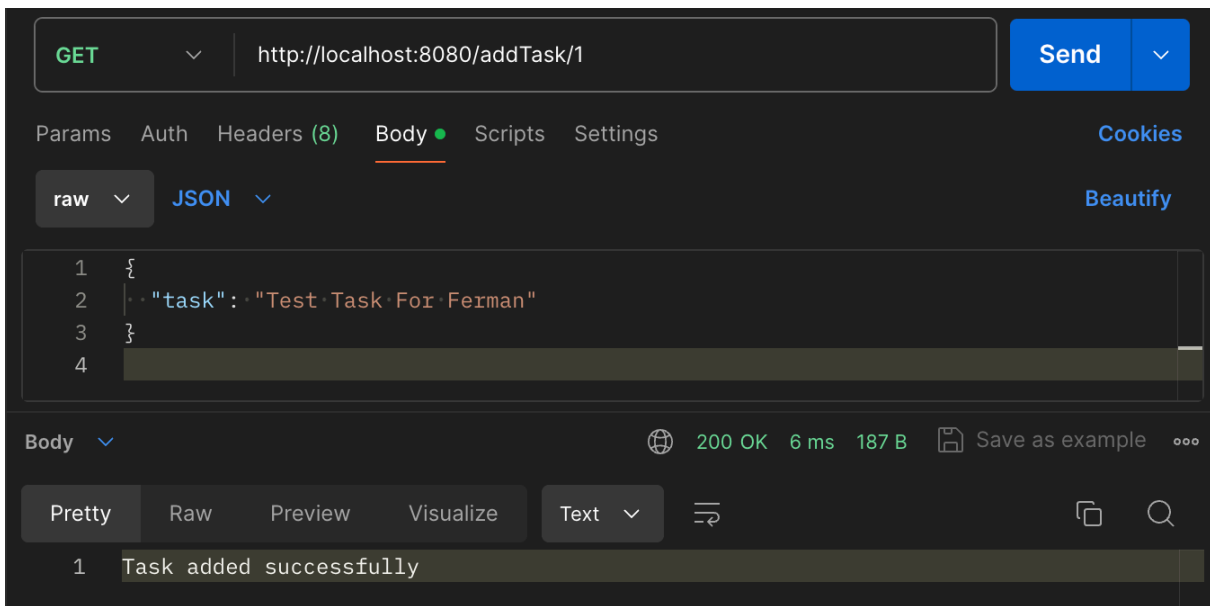 GET http://localhost:8080/addTask/1 Send
Params Auth Headers (8) Body Scripts Settings Cookies
raw JSON Beautify
1 {
2 "task": "Test Task For Ferman"
3 }
4
Body 200 OK 6 ms 187 B Save as example
Pretty Raw Preview Visualize Text
1 Task added successfully